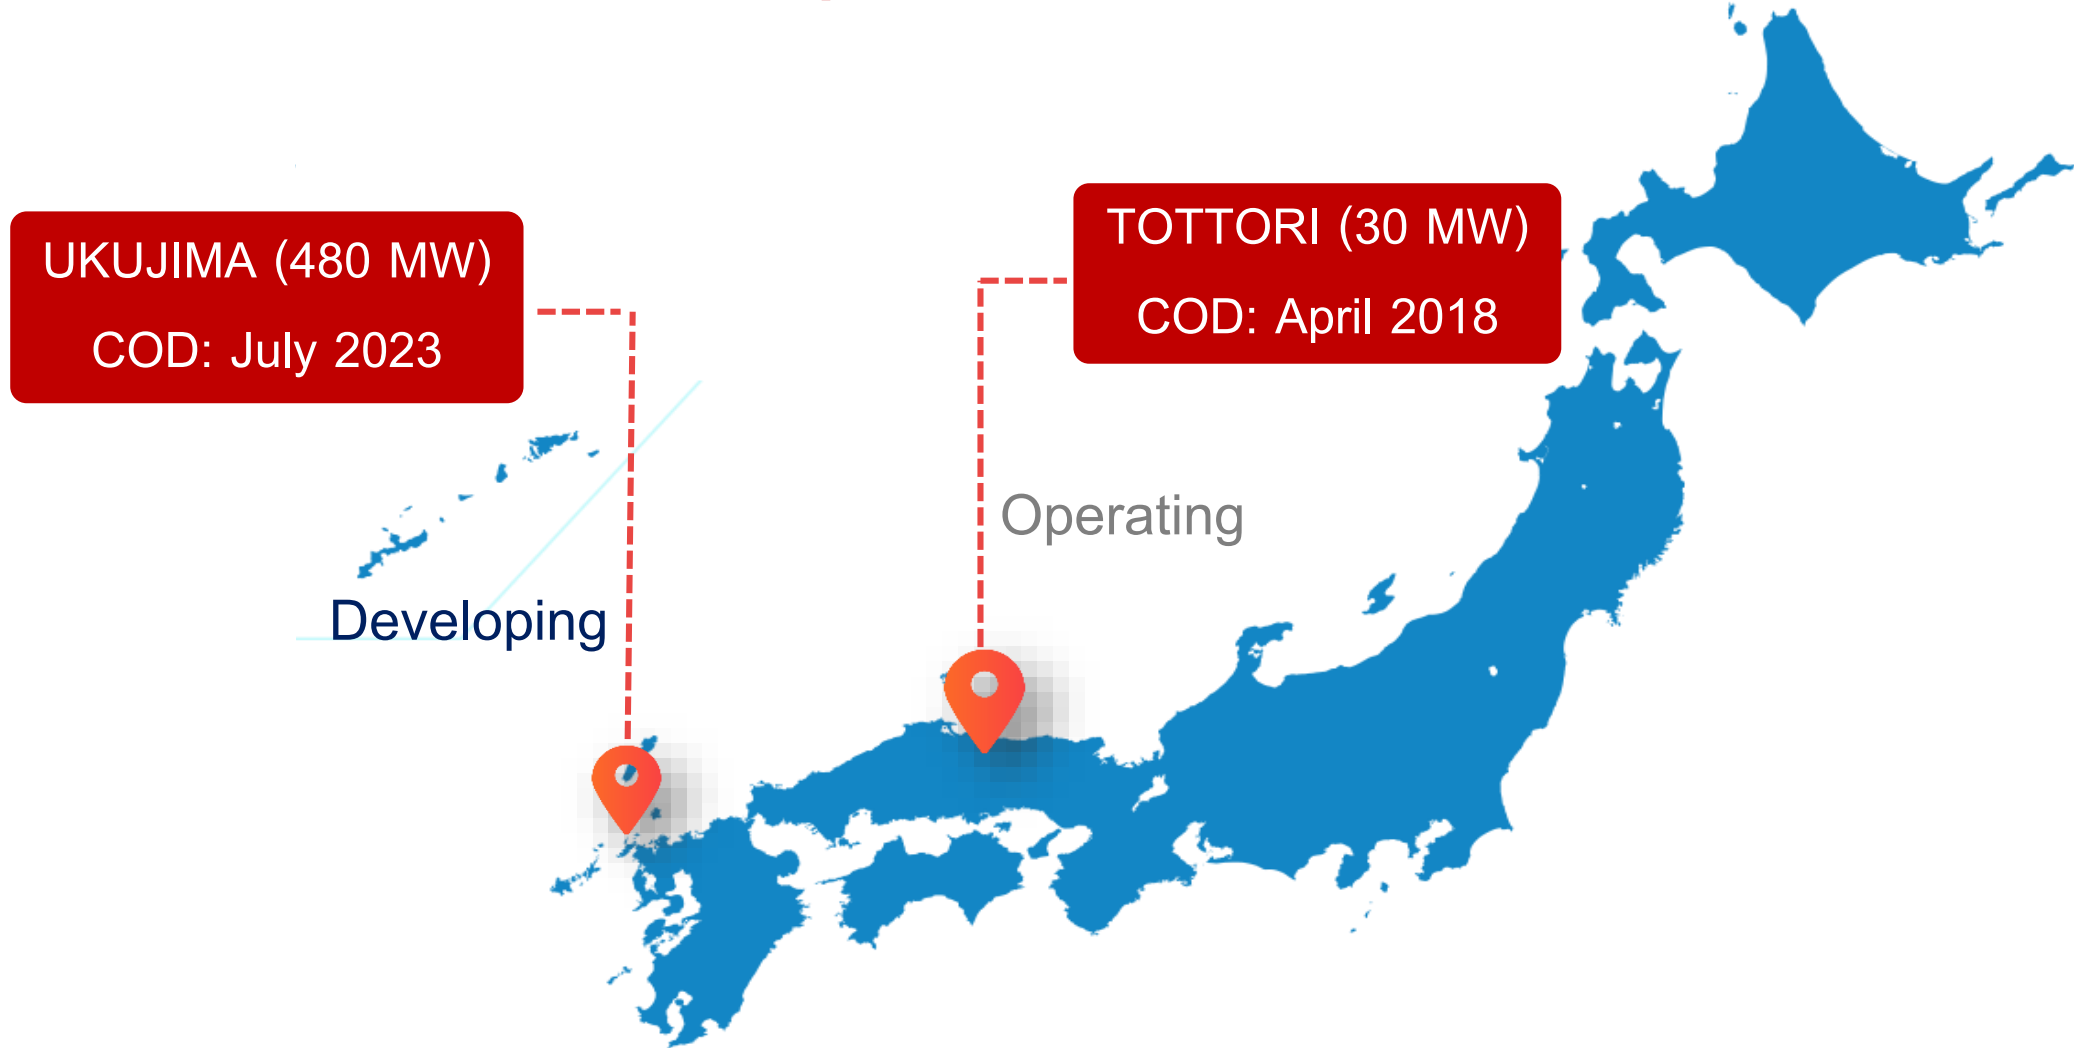 UKUJIMA (480 MW)
COD: July 2023
TOTTORI (30 MW)
COD: April 2018
Operating
Developing